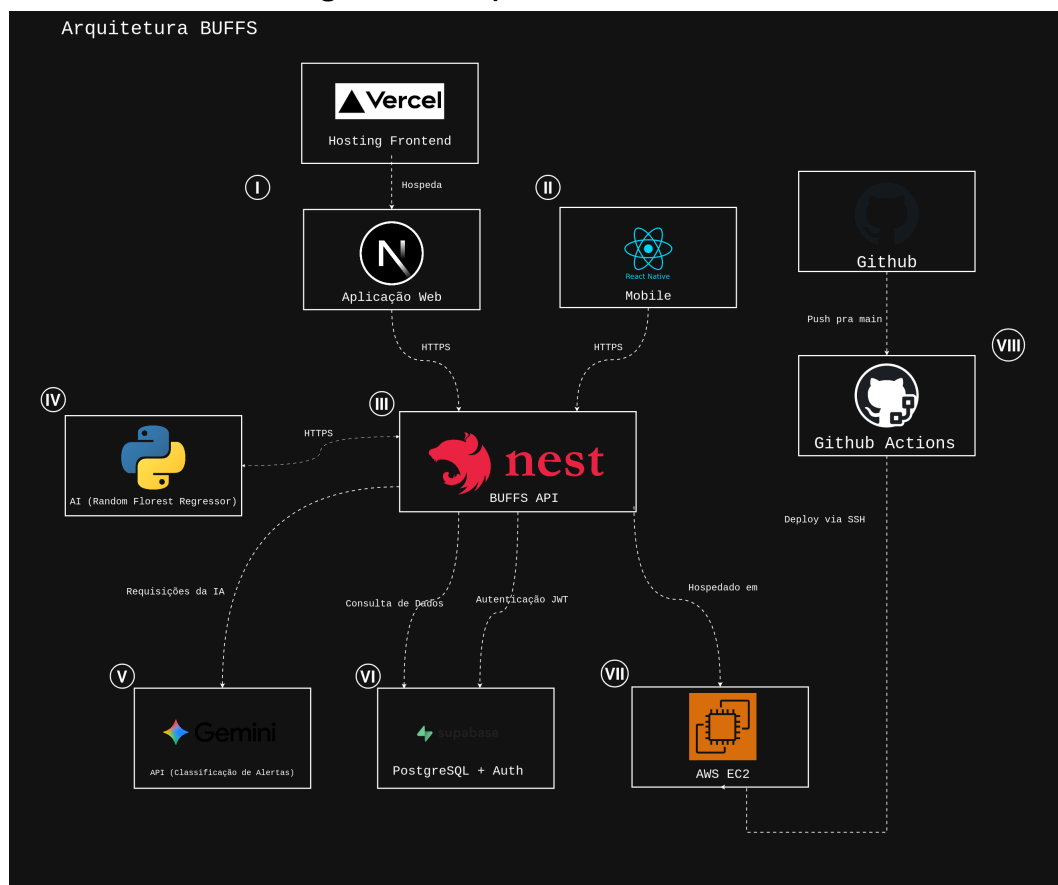 Arquitetura BUFFS
Vercel
Hosting Frontend
I
Hospeda
II
N
Aplicação Web
React Native
Mobile
Github
Push pra main
VIII
Github Actions
HTTPS
HTTPS
III
IV
HTTPS
nest
BUFFS API
AI (Random Florest Regressor)
Deploy via SSH
Requisições da IA
Consulta de Dados
Autenticação JWT
Hospedado em
V
VI
VII
Gemini
API (Classificação de Alertas)
supabase
PostgreSQL + Auth
AWS EC2